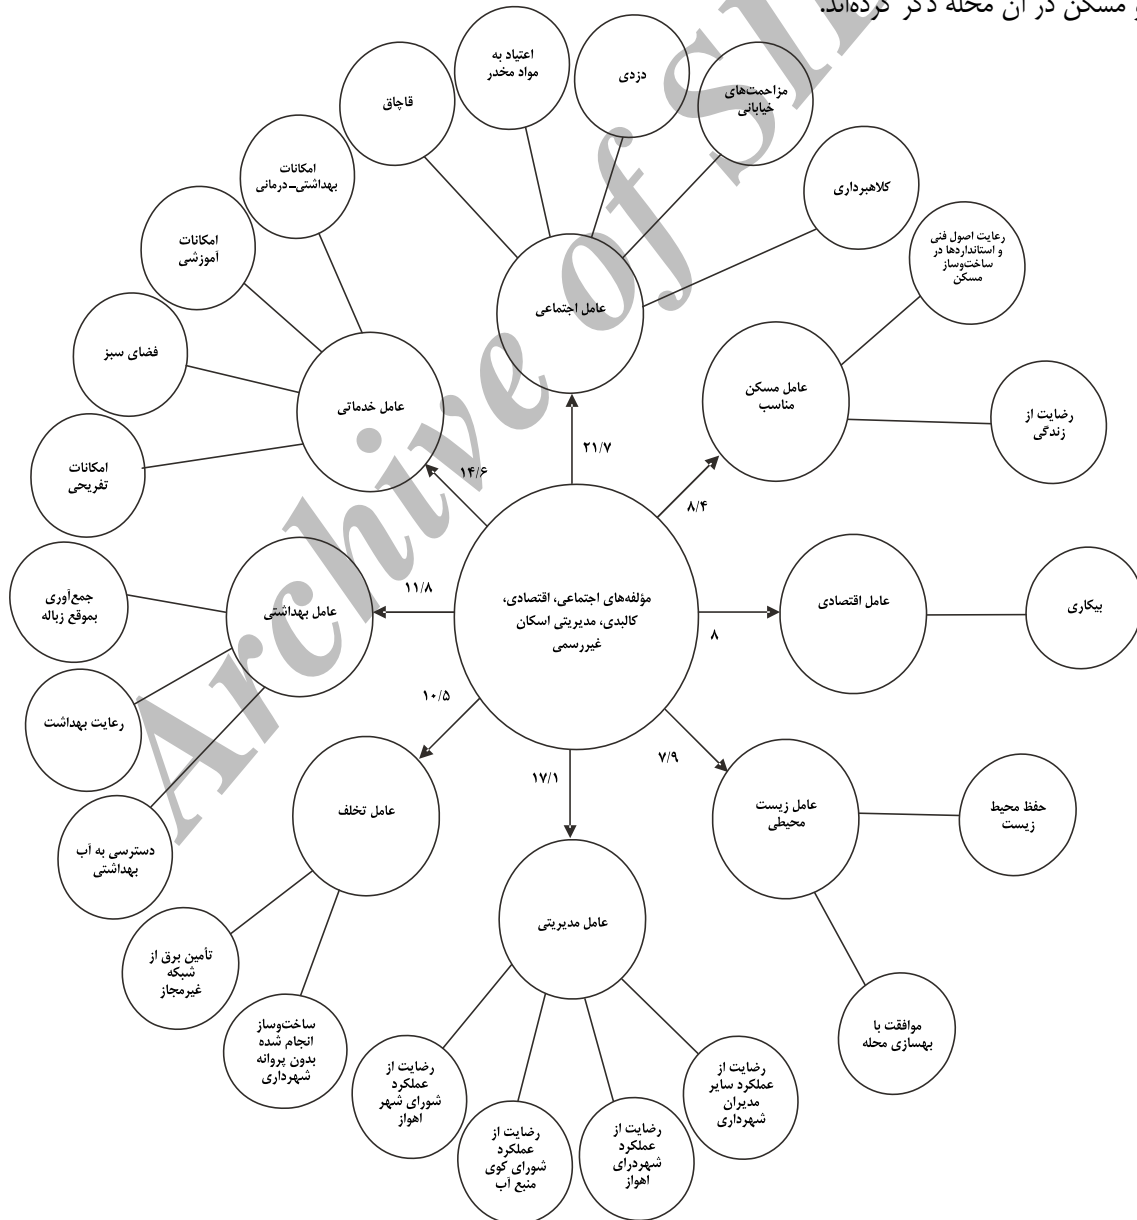 و مسکن در آن محله ذکر کرده‌اند.
اعتیاد به
مواد مخدر
دزدی
مزاحمت‌های
خیابانی
قاچاق
کلاهبرداری
امکانات
بهداشتی-درمانی
رعایت اصول فنی
و استانداردها در
ساخت‌وساز
مسکن
امکانات
آموزشی
عامل اجتماعی
فضای سبز
عامل خدماتی
عامل مسکن
مناسب
رضایت از
زندگی
امکانات
تفریحی
۲۱/۷
۱۴/۶
۸/۴
جمع‌آوری
بموقع زباله
عامل بهداشتی
۱۱/۸
مؤلفه‌های اجتماعی، اقتصادی،
کالبدی، مدیریتی اسکان
غیررسمی
۸
عامل اقتصادی
بیکاری
رعایت بهداشت
۱۰/۵
۱۷/۱
۷/۹
دسترسی به آب
بهداشتی
عامل تخلف
عامل زیست
محیطی
حفظ محیط
زیست
عامل مدیریتی
تأمین برق از
شبکه
غیرمجاز
ساخت‌وساز
انجام شده
بدون پروانه
شهرداری
رضایت از
عملکرد
شورای شهر
اهواز
رضایت از
عملکرد
شورای کوی
منبع آب
رضایت از
عملکرد
شهردرای
اهواز
رضایت از
عملکرد سایر
مدیران
شهرداری
موافقت با
بهسازی محله
Archive of SI